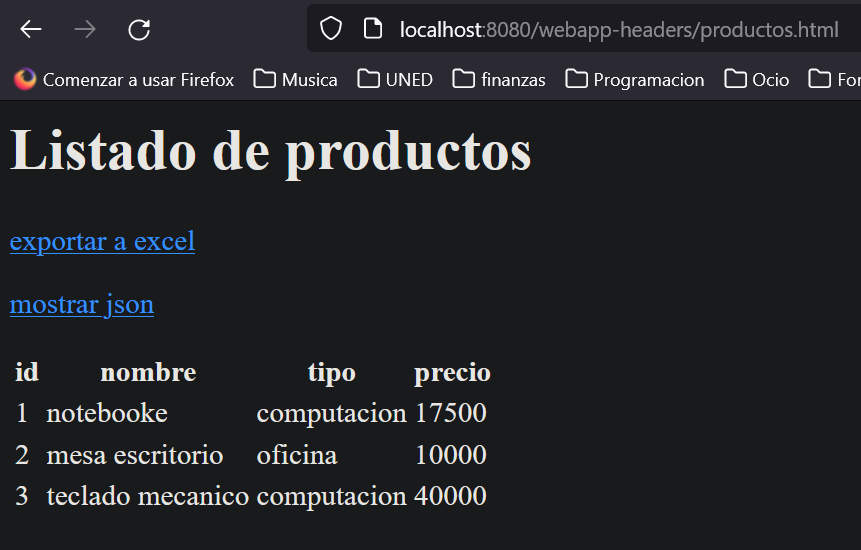 localhost:8080/webapp-headers/productos.html
Comenzar a usar Firefox Musica UNED finanzas Programacion Ocio
Listado de productos
exportar a excel
mostrar json
id nombre tipo precio
1 notebooke computacion 17500
2 mesa escritorio oficina 10000
3 teclado mecanico computacion 40000